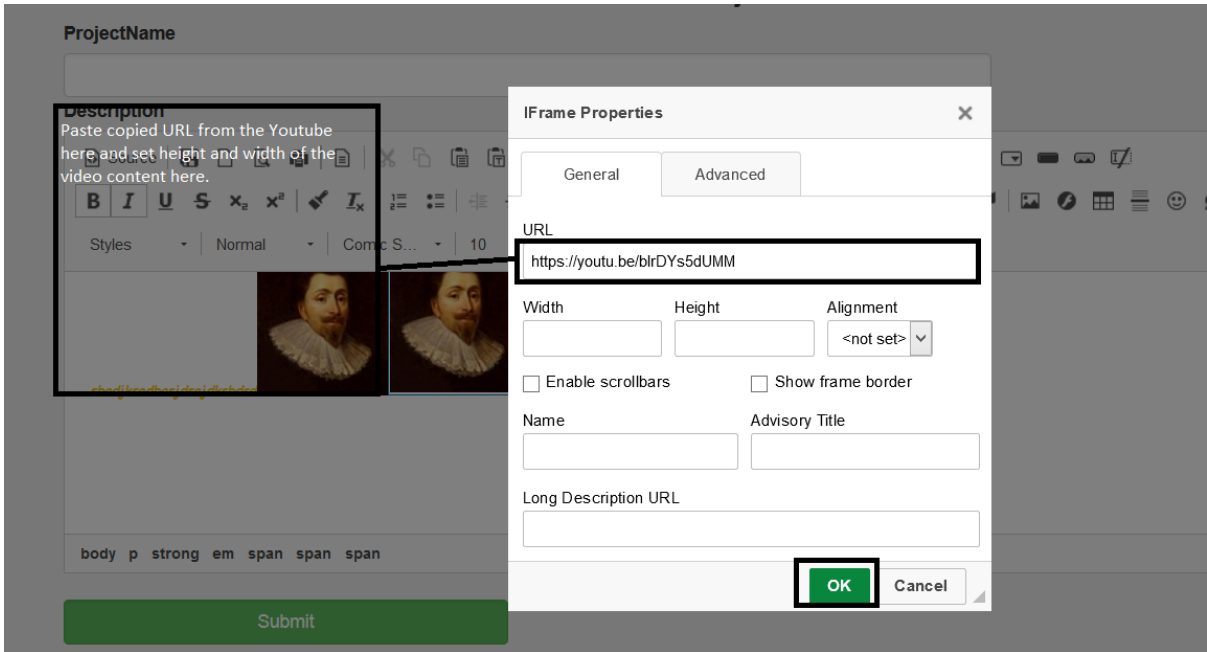 ProjectName
Description
Paste copied URL from the Youtube
here and set height and width of the
video content here.
Source
B I U S x₂ x² Iₓ
Styles Normal Comic S... 10
body p strong em span span span
Submit
IFrame Properties
General Advanced
URL
https://youtu.be/blrDYs5dUMM
Width Height Alignment
<not set>
Enable scrollbars Show frame border
Name Advisory Title
Long Description URL
OK Cancel